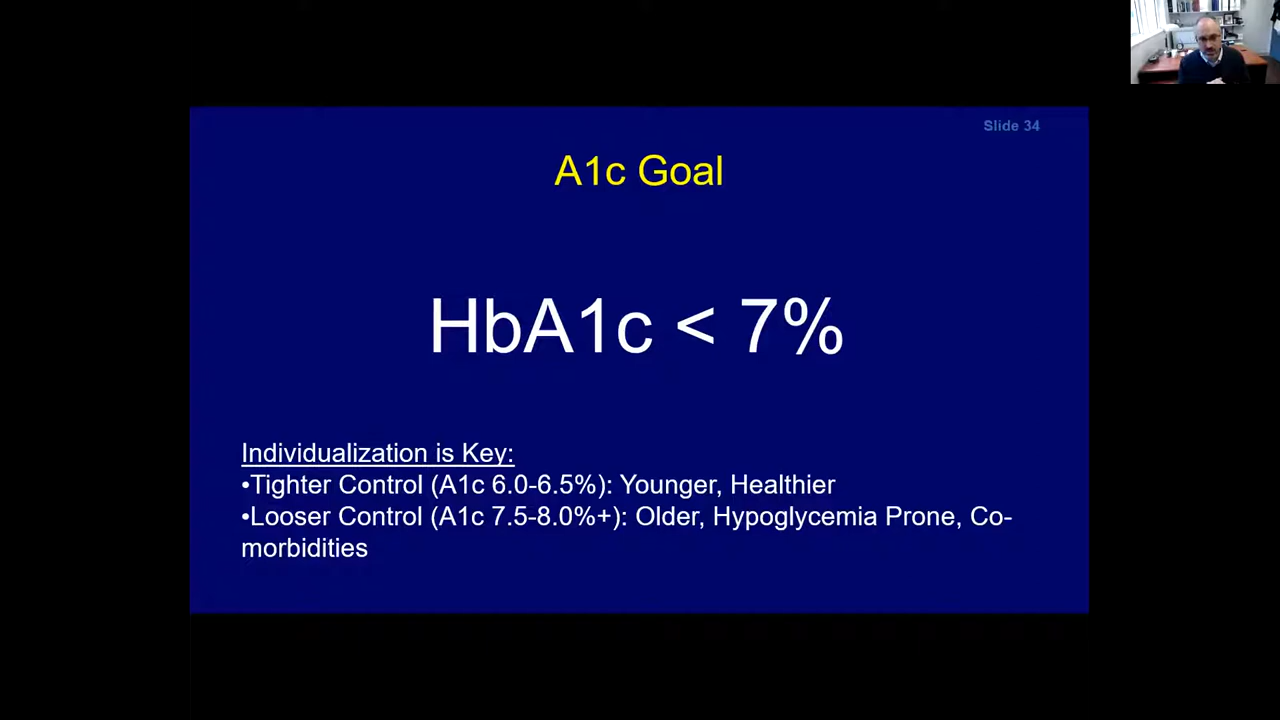 Slide 34
A1c Goal
HbA1c < 7%
Individualization is Key:
•Tighter Control (A1c 6.0-6.5%): Younger, Healthier
•Looser Control (A1c 7.5-8.0%+): Older, Hypoglycemia Prone, Co-
morbidities